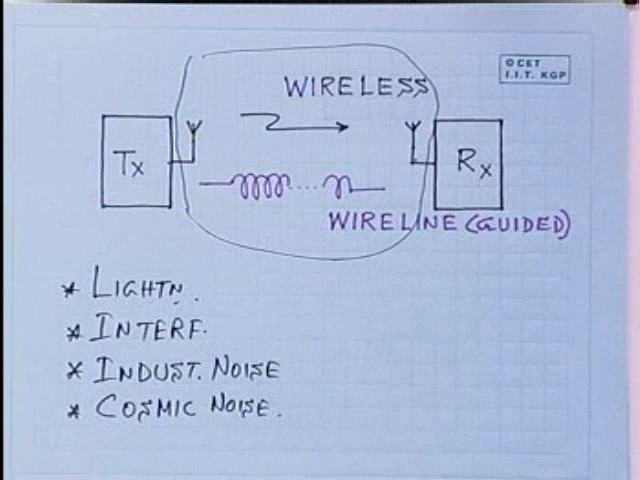 © CET
I.I.T. KGP
WIRELESS
Tx
Rx
WIRELINE (GUIDED)
* LIGHTN.
* INTERF.
* INDUST. NOISE
* COSMIC NOISE.